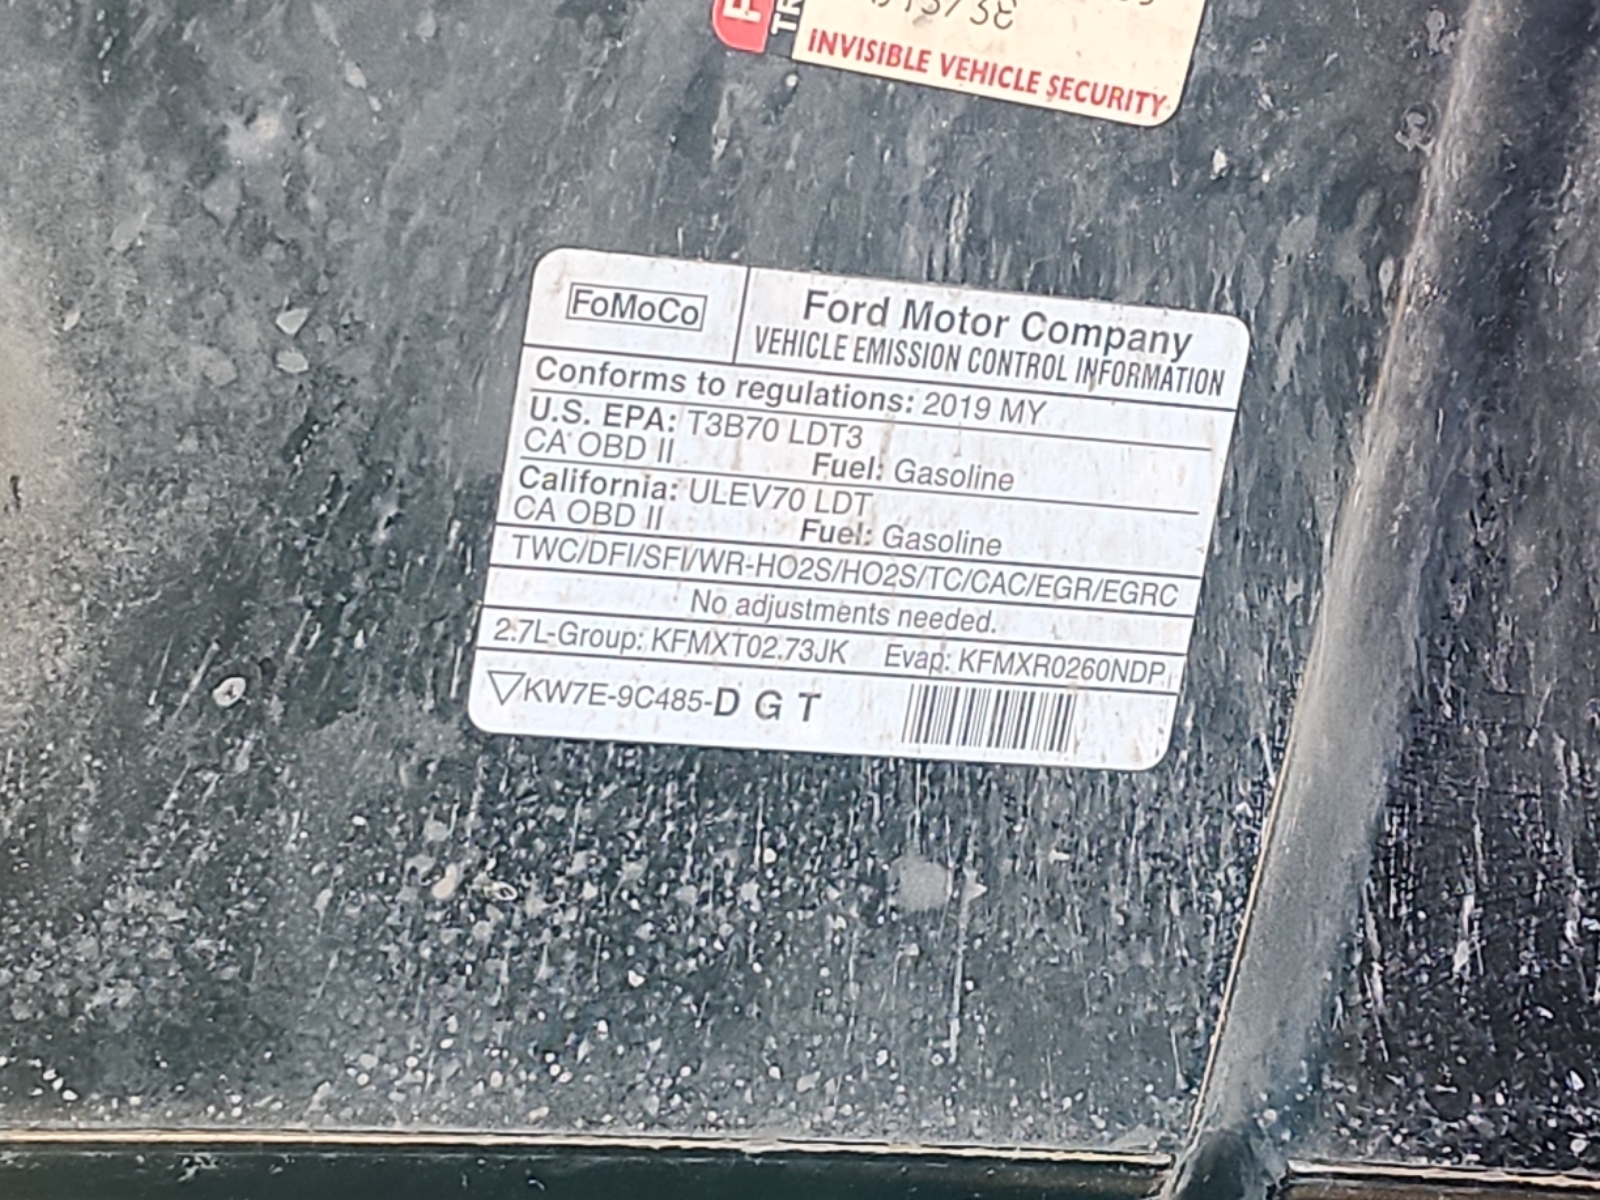 INVISIBLE VEHICLE SECURITY
FoMoCo
Ford Motor Company
VEHICLE EMISSION CONTROL INFORMATION
Conforms to regulations: 2019 MY
U.S. EPA: T3B70 LDT3
CA OBD II Fuel: Gasoline
California: ULEV70 LDT
CA OBD II Fuel: Gasoline
TWC/DFI/SFI/WR-HO2S/HO2S/TC/CAC/EGR/EGRC
No adjustments needed.
2.7L-Group: KFMXT02.73JK Evap: KFMXR0260NDP
KW7E-9C485-D G T